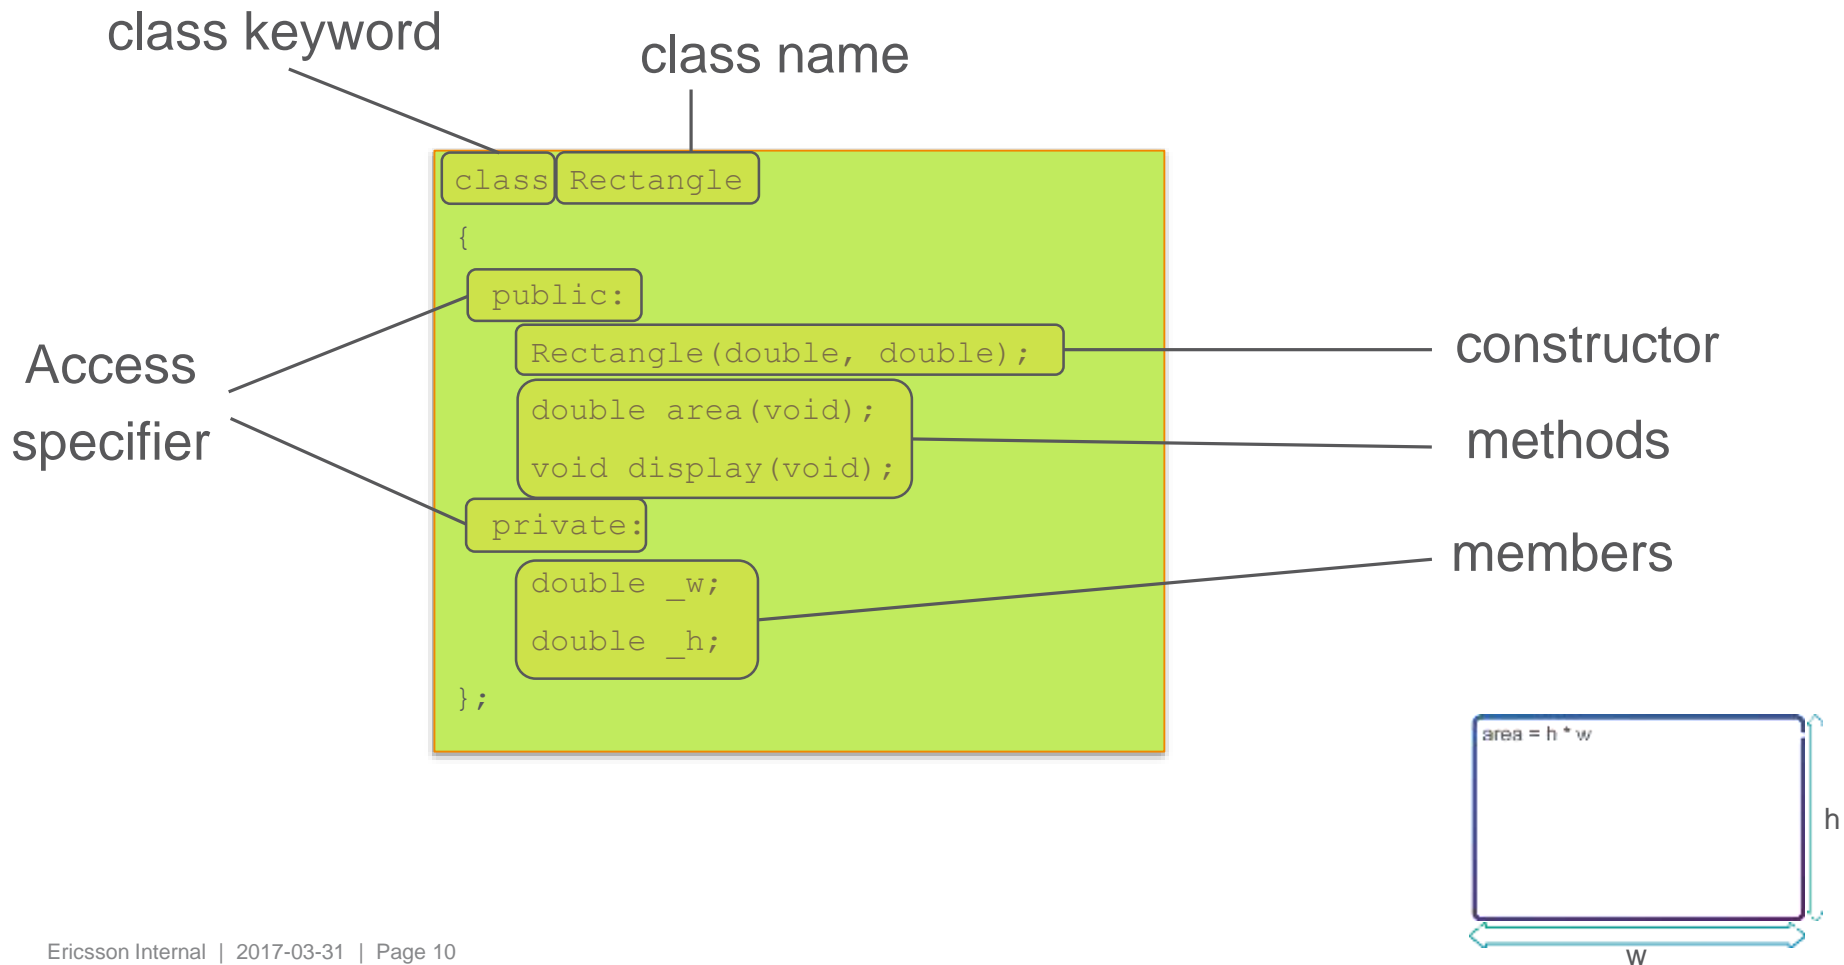 class keyword
class name
class Rectangle
{
public:
Rectangle(double, double);
double area(void);
void display(void);
private:
double _w;
double _h;
};
Access
specifier
constructor
methods
members
area = h * w
h
w
Ericsson Internal | 2017-03-31 | Page 10